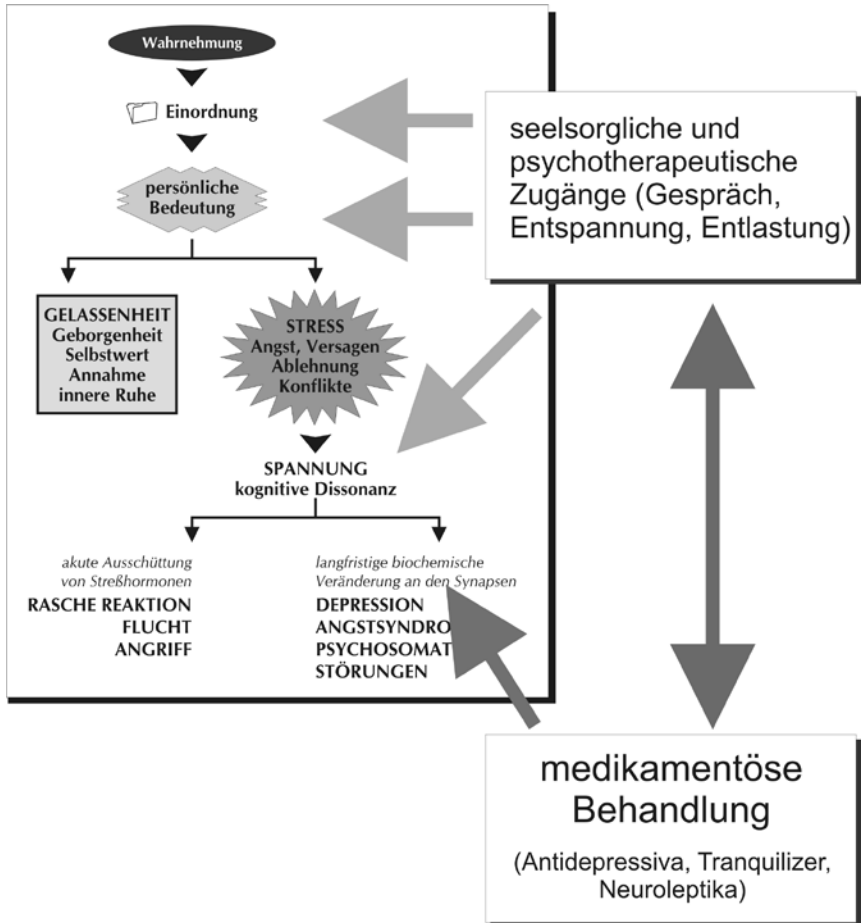 Wahrnehmung
Einordnung
persönliche
Bedeutung
GELASSENHEIT
Geborgenheit
Selbstwert
Annahme
innere Ruhe
STRESS
Angst, Versagen
Ablehnung
Konflikte
SPANNUNG
kognitive Dissonanz
akute Ausschüttung
von Streßhormonen
RASCHE REAKTION
FLUCHT
ANGRIFF
langfristige biochemische
Veränderung an den Synapsen
DEPRESSION
ANGSTSYNDRO
PSYCHOSOMAT
STÖRUNGEN
seelsorgliche und
psychotherapeutische
Zugänge (Gespräch,
Entspannung, Entlastung)
medikamentöse
Behandlung
(Antidepressiva, Tranquilizer,
Neuroleptika)